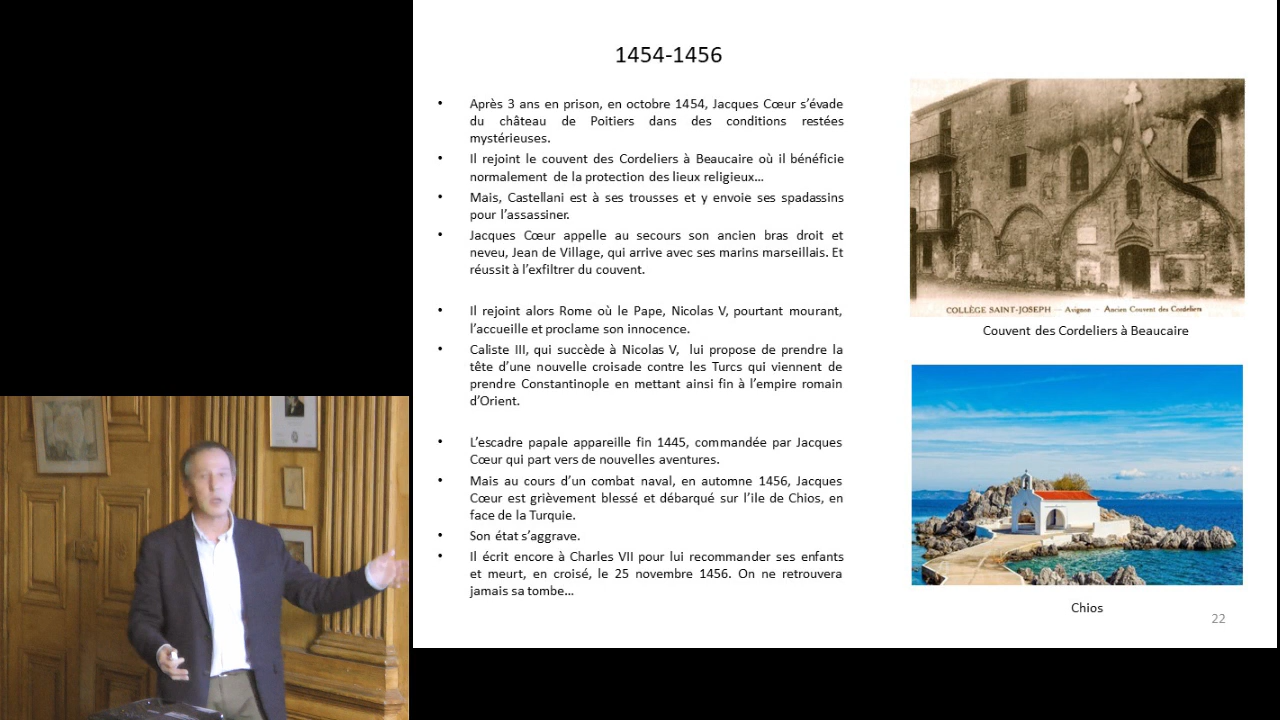 1454-1456
• Après 3 ans en prison, en octobre 1454, Jacques Cœur s’évade
du château de Poitiers dans des conditions restées
mystérieuses.
• Il rejoint le couvent des Cordeliers à Beaucaire où il bénéficie
normalement de la protection des lieux religieux…
• Mais, Castellani est à ses trousses et y envoie ses spadassins
pour l’assassiner.
• Jacques Cœur appelle au secours son ancien bras droit et
neveu, Jean de Village, qui arrive avec ses marins marseillais. Et
réussit à l’exfiltrer du couvent.
• Il rejoint alors Rome où le Pape, Nicolas V, pourtant mourant,
l’accueille et proclame son innocence.
• Caliste III, qui succède à Nicolas V, lui propose de prendre la
tête d’une nouvelle croisade contre les Turcs qui viennent de
prendre Constantinople en mettant ainsi fin à l’empire romain
d’Orient.
• L’escadre papale appareille fin 1445, commandée par Jacques
Cœur qui part vers de nouvelles aventures.
• Mais au cours d’un combat naval, en automne 1456, Jacques
Cœur est grièvement blessé et débarqué sur l’ile de Chios, en
face de la Turquie.
• Son état s’aggrave.
• Il écrit encore à Charles VII pour lui recommander ses enfants
et meurt, en croisé, le 25 novembre 1456. On ne retrouvera
jamais sa tombe…
COLLÈGE SAINT-JOSEPH — Avignon — Ancien Couvent des Cordeliers
Couvent des Cordeliers à Beaucaire
Chios
22